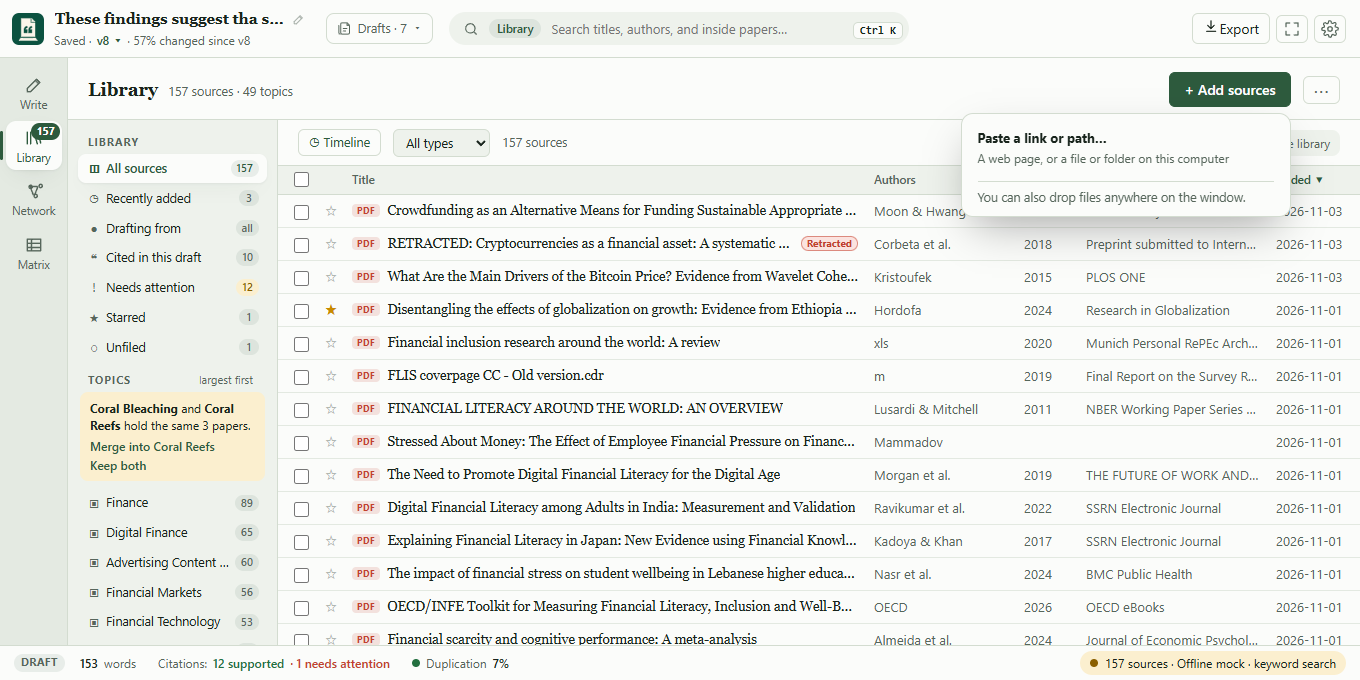 These findings suggest tha s...
Saved · v8 · 57% changed since v8
Drafts · 7
Library
Search titles, authors, and inside papers...
Ctrl K
Export
Write
157
Library
Network
Matrix
Library
157 sources · 49 topics
+ Add sources
...
Paste a link or path...
A web page, or a file or folder on this computer
You can also drop files anywhere on the window.
LIBRARY
All sources 157
Recently added 3
Drafting from all
Cited in this draft 10
Needs attention 12
Starred 1
Unfiled 1
TOPICS largest first
Coral Bleaching and Coral
Reefs hold the same 3 papers.
Merge into Coral Reefs
Keep both
Finance 89
Digital Finance 65
Advertising Content ... 60
Financial Markets 56
Financial Technology 53
Timeline
All types
157 sources
library
Title Authors
PDF Crowdfunding as an Alternative Means for Funding Sustainable Appropriate ... Moon & Hwang 2026-11-03
PDF RETRACTED: Cryptocurrencies as a financial asset: A systematic ... Retracted Corbeta et al. 2018 Preprint submitted to Intern... 2026-11-03
PDF What Are the Main Drivers of the Bitcoin Price? Evidence from Wavelet Cohe... Kristoufek 2015 PLOS ONE 2026-11-03
PDF Disentangling the effects of globalization on growth: Evidence from Ethiopia ... Hordofa 2024 Research in Globalization 2026-11-01
PDF Financial inclusion research around the world: A review xls 2020 Munich Personal RePEc Arch... 2026-11-01
PDF FLIS coverpage CC - Old version.cdr m 2019 Final Report on the Survey R... 2026-11-01
PDF FINANCIAL LITERACY AROUND THE WORLD: AN OVERVIEW Lusardi & Mitchell 2011 NBER Working Paper Series ... 2026-11-01
PDF Stressed About Money: The Effect of Employee Financial Pressure on Financ... Mammadov 2026-11-01
PDF The Need to Promote Digital Financial Literacy for the Digital Age Morgan et al. 2019 THE FUTURE OF WORK AND... 2026-11-01
PDF Digital Financial Literacy among Adults in India: Measurement and Validation Ravikumar et al. 2022 SSRN Electronic Journal 2026-11-01
PDF Explaining Financial Literacy in Japan: New Evidence using Financial Knowl... Kadoya & Khan 2017 SSRN Electronic Journal 2026-11-01
PDF The impact of financial stress on student wellbeing in Lebanese higher educa... Nasr et al. 2024 BMC Public Health 2026-11-01
PDF OECD/INFE Toolkit for Measuring Financial Literacy, Inclusion and Well-B... OECD 2026 OECD eBooks 2026-11-01
PDF Financial scarcity and cognitive performance: A meta-analysis Almeida et al. 2024 Journal of Economic Psychol... 2026-11-01
DRAFT 153 words Citations: 12 supported · 1 needs attention Duplication 7%
157 sources · Offline mock · keyword search